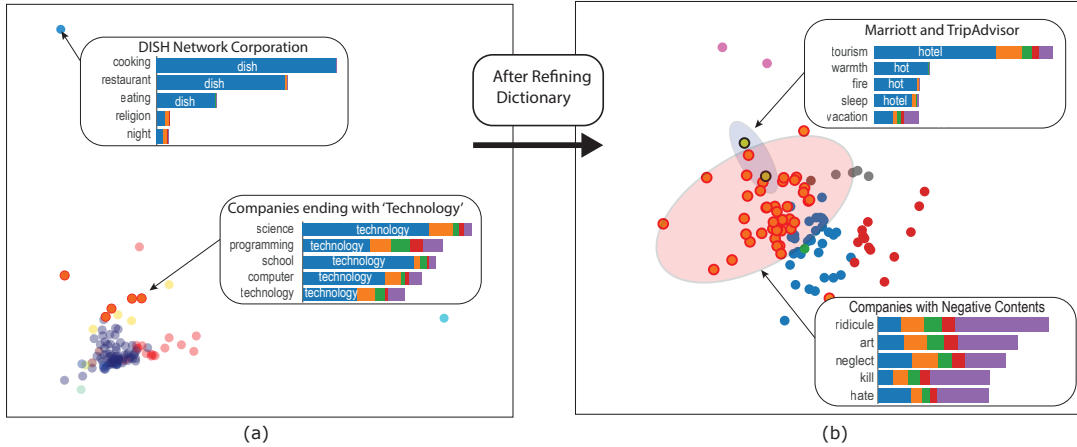 DISH Network Corporation
cooking
dish
restaurant
dish
eating
dish
religion
night
Companies ending with 'Technology'
science
technology
programming
technology
school
technology
computer
technology
technology
technology
(a)
After Refining
Dictionary
Marriott and TripAdvisor
tourism
hotel
warmth
hot
fire
hot
sleep
hotel
vacation
Companies with Negative Contents
ridicule
art
neglect
kill
hate
(b)